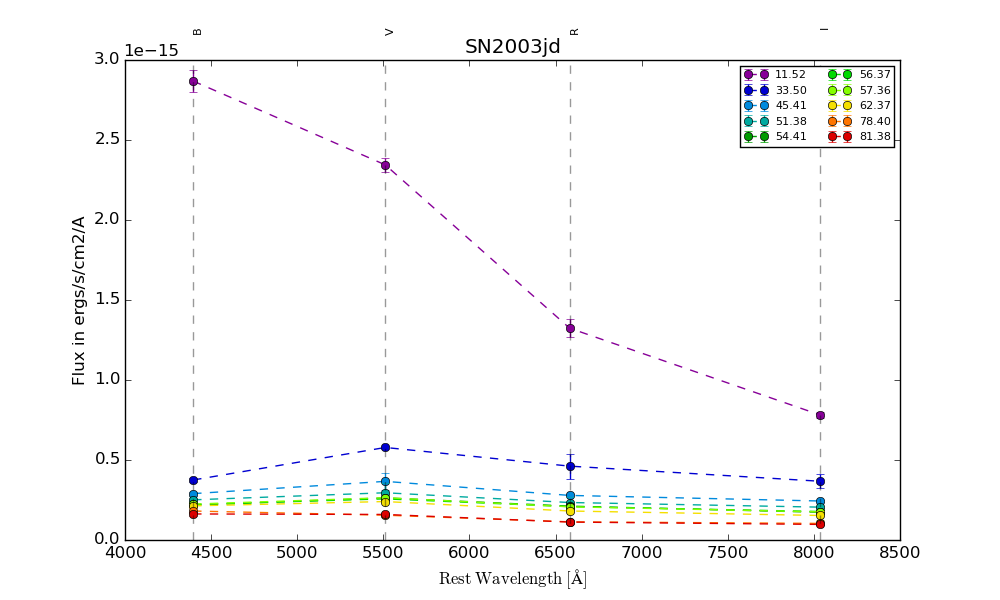 B V R I
SN2003jd
1e−15
3.0
2.5
2.0
1.5
1.0
0.5
0.0
Flux in ergs/s/cm2/A
11.52 56.37
33.50 57.36
45.41 62.37
51.38 78.40
54.41 81.38
4000 4500 5000 5500 6000 6500 7000 7500 8000 8500
Rest Wavelength [Å]